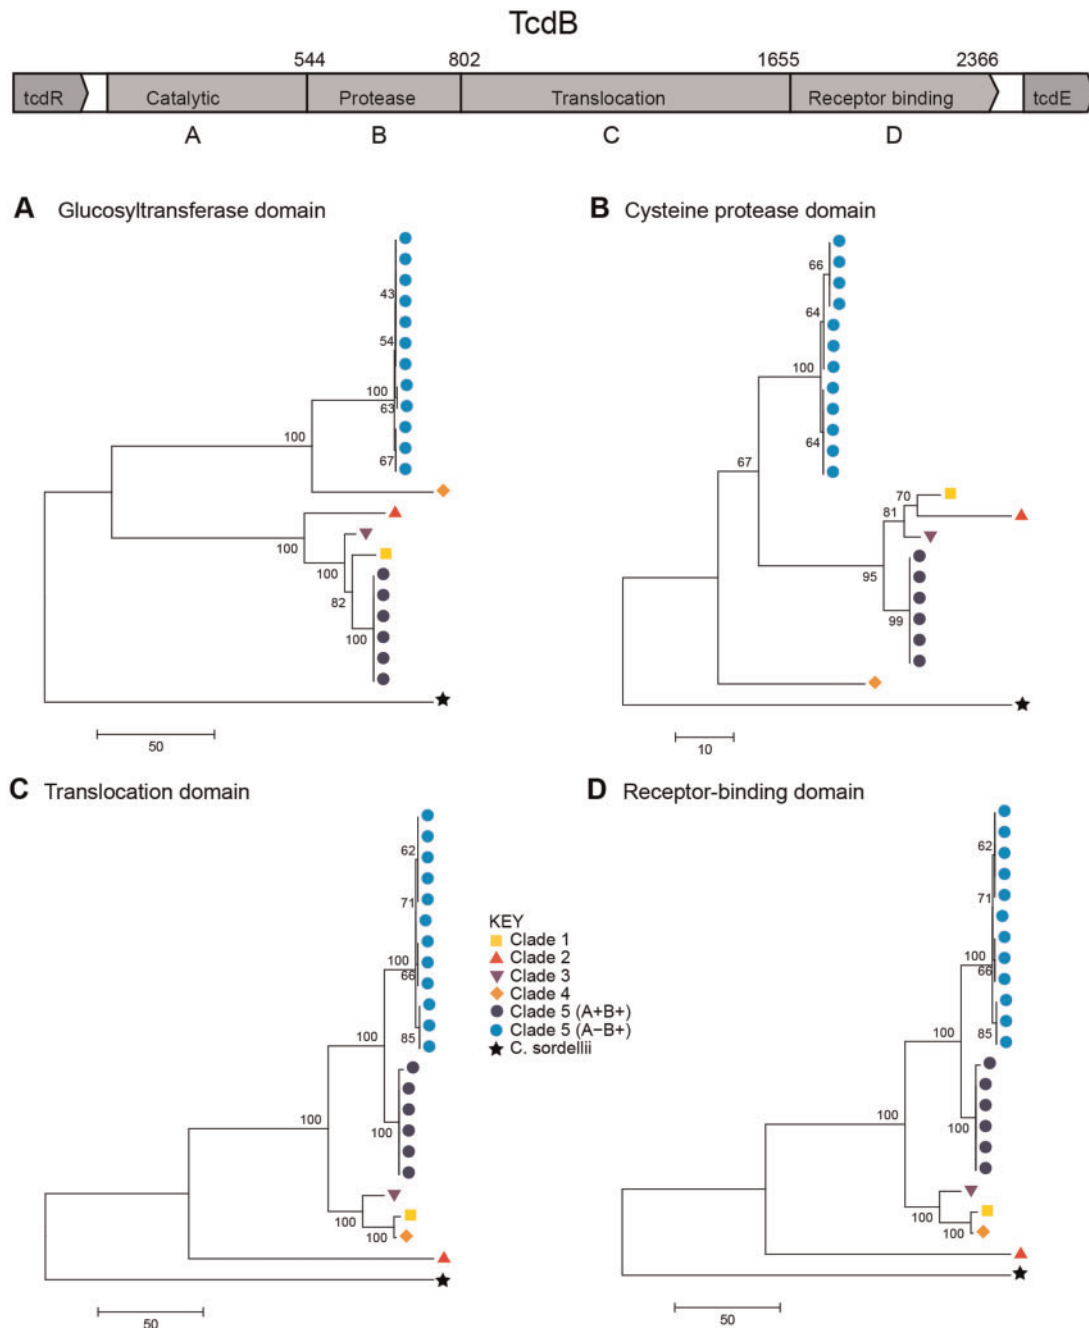 TcdB
544 802 1655 2366
tcdR Catalytic Protease Translocation Receptor binding tcdE
A B C D
A Glucosyltransferase domain
43
54
100
63
100
67
100
100
82
100
50
B Cysteine protease domain
66
64
100
64
67
70
81
95
99
10
C Translocation domain
62
71
100
66
85
100
100
100
100
100
50
KEY
Clade 1
Clade 2
Clade 3
Clade 4
Clade 5 (A+B+)
Clade 5 (A−B+)
C. sordellii
D Receptor-binding domain
62
71
100
66
85
100
100
100
100
100
50